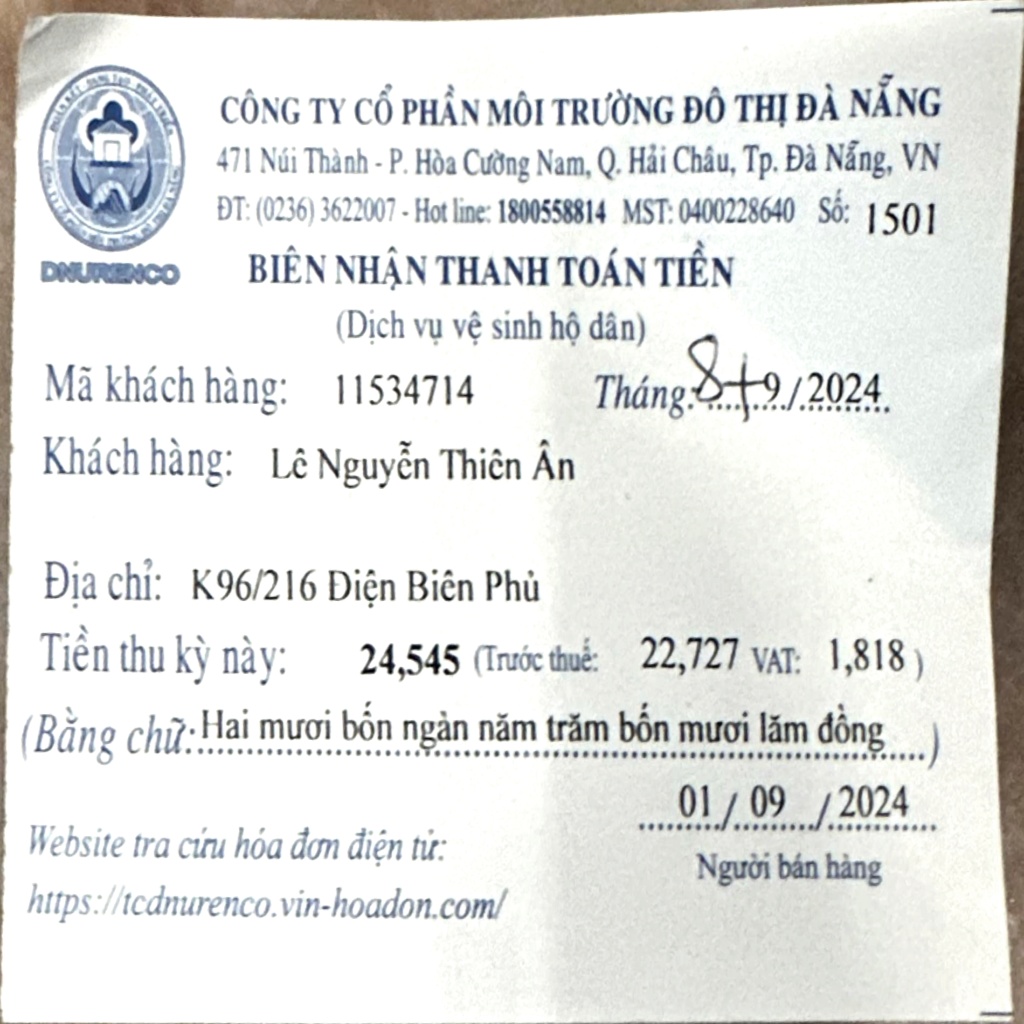 CÔNG TY CỔ PHẦN MÔI TRƯỜNG ĐÔ THỊ ĐÀ NẴNG
471 Núi Thành - P. Hòa Cường Nam, Q. Hải Châu, Tp. Đà Nẵng, VN
ĐT: (0236) 3622007 - Hot line: 1800558814 MST: 0400228640 Số: 1501
DNURENCO
BIÊN NHẬN THANH TOÁN TIỀN
(Dịch vụ vệ sinh hộ dân)
Mã khách hàng: 11534714 Tháng: 8+9/2024
Khách hàng: Lê Nguyễn Thiên Ân
Địa chỉ: K96/216 Điện Biên Phủ
Tiền thu kỳ này: 24,545 (Trước thuế: 22,727 VAT: 1,818)
(Bằng chữ: Hai mươi bốn ngàn năm trăm bốn mươi lăm đồng)
01/09/2024
Người bán hàng
Website tra cứu hóa đơn điện tử:
https://tcdnurenco.vin-hoadon.com/